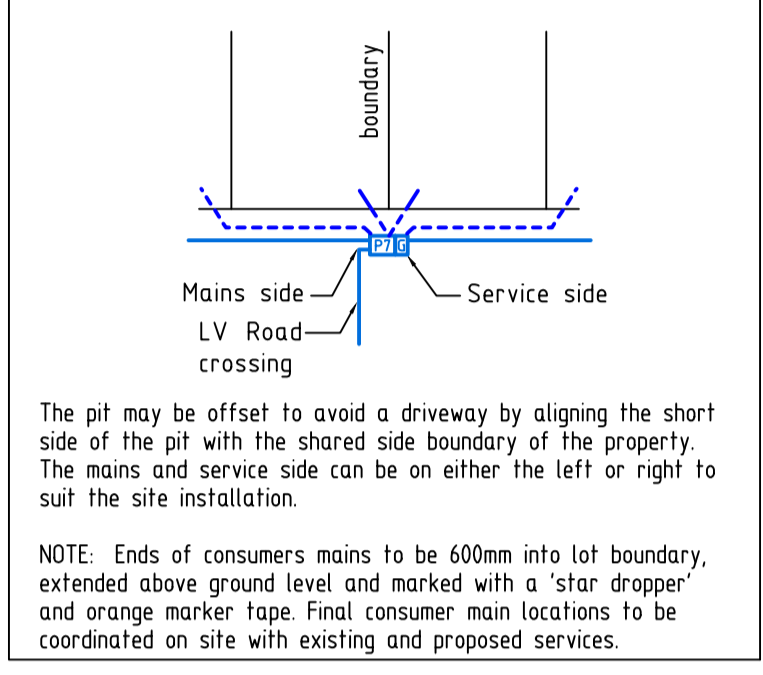 boundary
P7 G
Mains side
Service side
LV Road
crossing
The pit may be offset to avoid a driveway by aligning the short
side of the pit with the shared side boundary of the property.
The mains and service side can be on either the left or right to
suit the site installation.
NOTE: Ends of consumers mains to be 600mm into lot boundary,
extended above ground level and marked with a 'star dropper'
and orange marker tape. Final consumer main locations to be
coordinated on site with existing and proposed services.